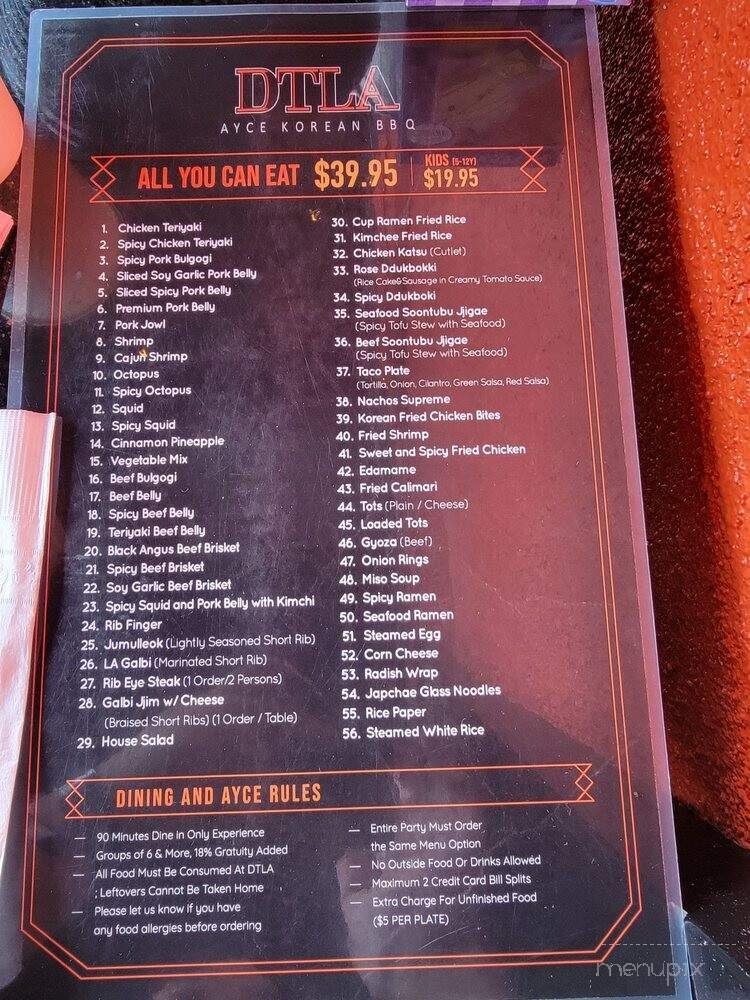 DTLA
AYCE KOREAN BBQ
ALL YOU CAN EAT $39.95
KIDS (5-12Y)
$19.95
1. Chicken Teriyaki
2. Spicy Chicken Teriyaki
3. Spicy Pork Bulgogi
4. Sliced Soy Garlic Pork Belly
5. Sliced Spicy Pork Belly
6. Premium Pork Belly
7. Pork Jowl
8. Shrimp
9. Cajun Shrimp
10. Octopus
11. Spicy Octopus
12. Squid
13. Spicy Squid
14. Cinnamon Pineapple
15. Vegetable Mix
16. Beef Bulgogi
17. Beef Belly
18. Spicy Beef Belly
19. Teriyaki Beef Belly
20. Black Angus Beef Brisket
21. Spicy Beef Brisket
22. Soy Garlic Beef Brisket
23. Spicy Squid and Pork Belly with Kimchi
24. Rib Finger
25. Jumulleok (Lightly Seasoned Short Rib)
26. LA Galbi (Marinated Short Rib)
27. Rib Eye Steak (1 Order/2 Persons)
28. Galbi Jjim w/ Cheese
(Braised Short Ribs) (1 Order / Table)
29. House Salad
30. Cup Ramen Fried Rice
31. Kimchee Fried Rice
32. Chicken Katsu (Cutlet)
33. Rose Ddukbokki
(Rice Cake&Sausage in Creamy Tomato Sauce)
34. Spicy Ddukboki
35. Seafood Soontubu Jjigae
(Spicy Tofu Stew with Seafood)
36. Beef Soontubu Jjigae
(Spicy Tofu Stew with Seafood)
37. Taco Plate
(Tortilla, Onion, Cilantro, Green Salsa, Red Salsa)
38. Nachos Supreme
39. Korean Fried Chicken Bites
40. Fried Shrimp
41. Sweet and Spicy Fried Chicken
42. Edamame
43. Fried Calimari
44. Tots (Plain / Cheese)
45. Loaded Tots
46. Gyoza (Beef)
47. Onion Rings
48. Miso Soup
49. Spicy Ramen
50. Seafood Ramen
51. Steamed Egg
52. Corn Cheese
53. Radish Wrap
54. Japchae Glass Noodles
55. Rice Paper
56. Steamed White Rice
DINING AND AYCE RULES
— 90 Minutes Dine in Only Experience
— Groups of 6 & More, 18% Gratuity Added
— All Food Must Be Consumed At DTLA
; Leftovers Cannot Be Taken Home
— Please let us know if you have
any food allergies before ordering
— Entire Party Must Order
the Same Menu Option
— No Outside Food Or Drinks Allowed
— Maximum 2 Credit Card Bill Splits
— Extra Charge For Unfinished Food
($5 PER PLATE)
menupix